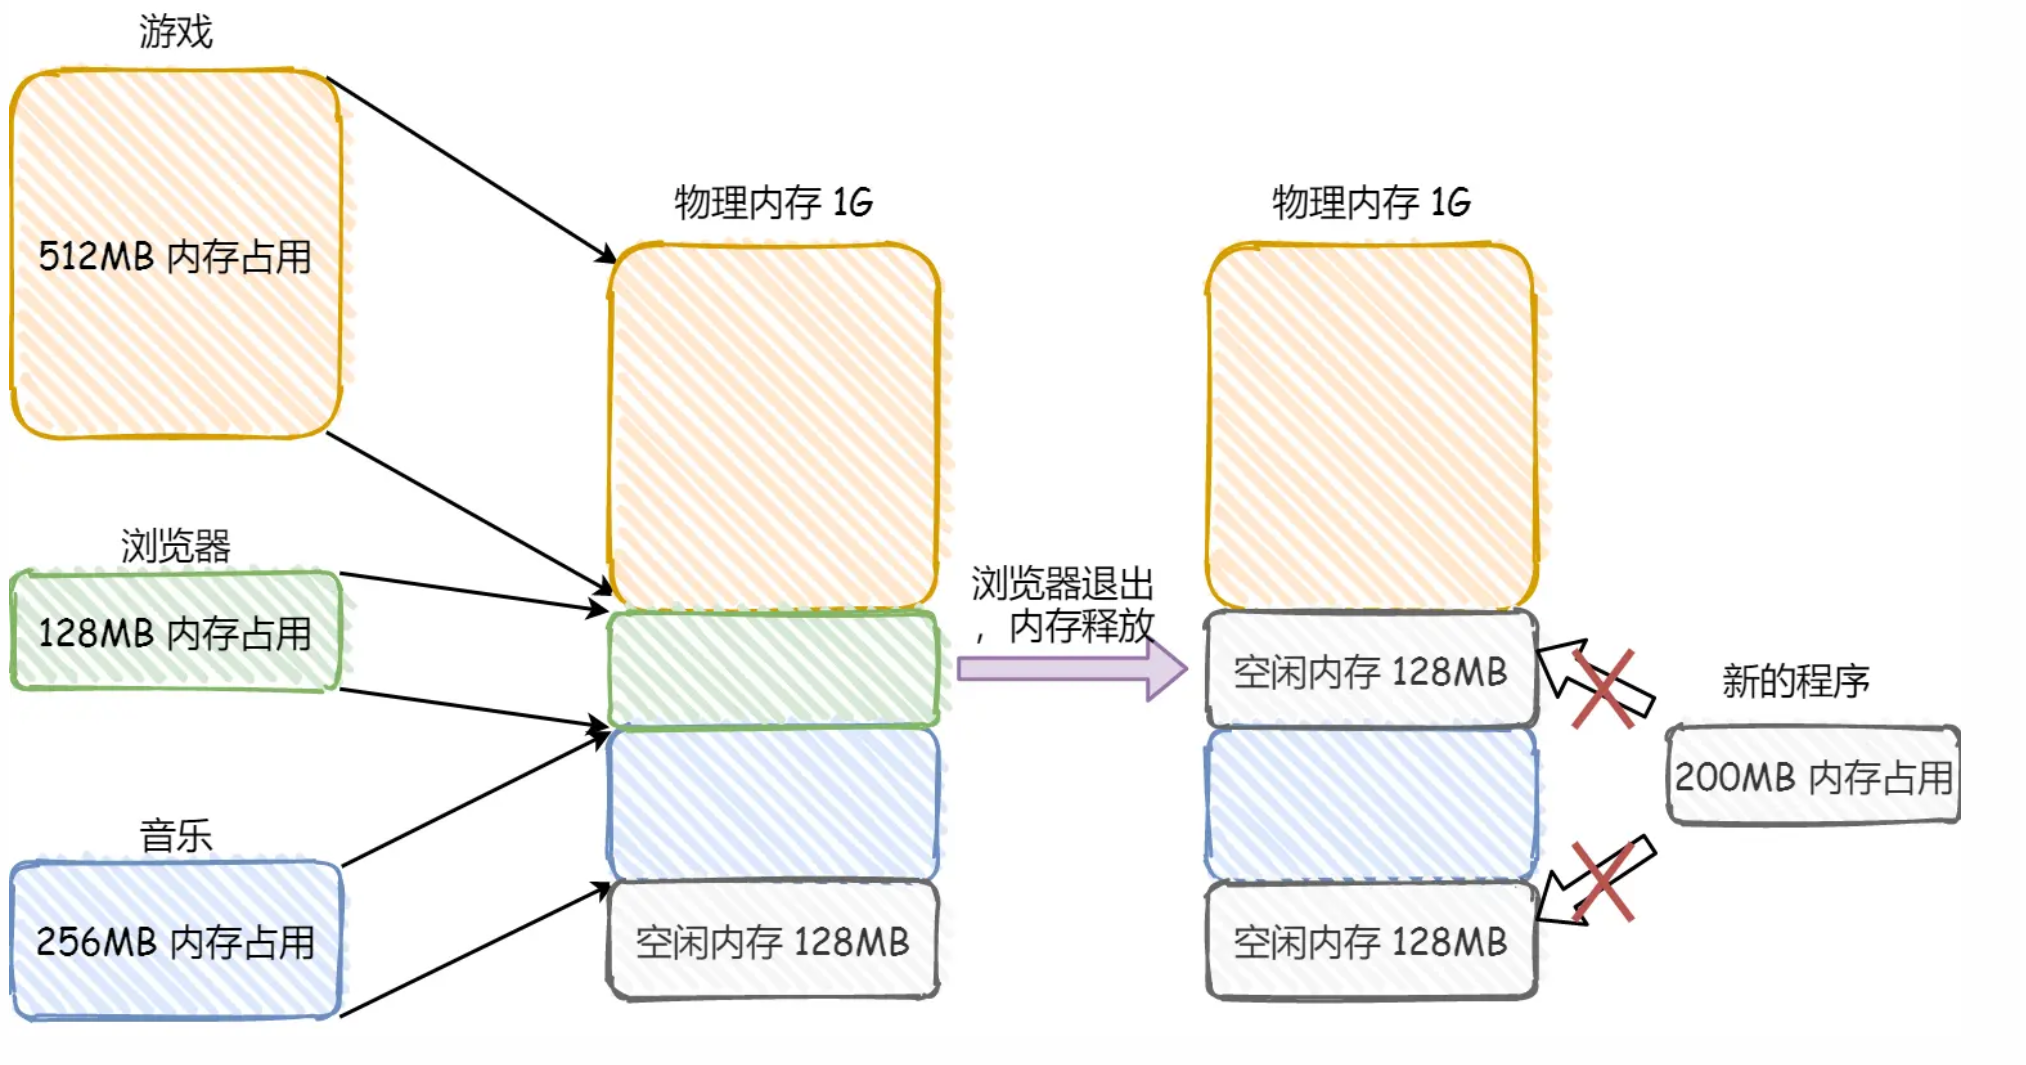 游戏
512MB 内存占用
浏览器
128MB 内存占用
音乐
256MB 内存占用
物理内存 1G
空闲内存 128MB
浏览器退出
，内存释放
物理内存 1G
空闲内存 128MB
空闲内存 128MB
新的程序
200MB 内存占用